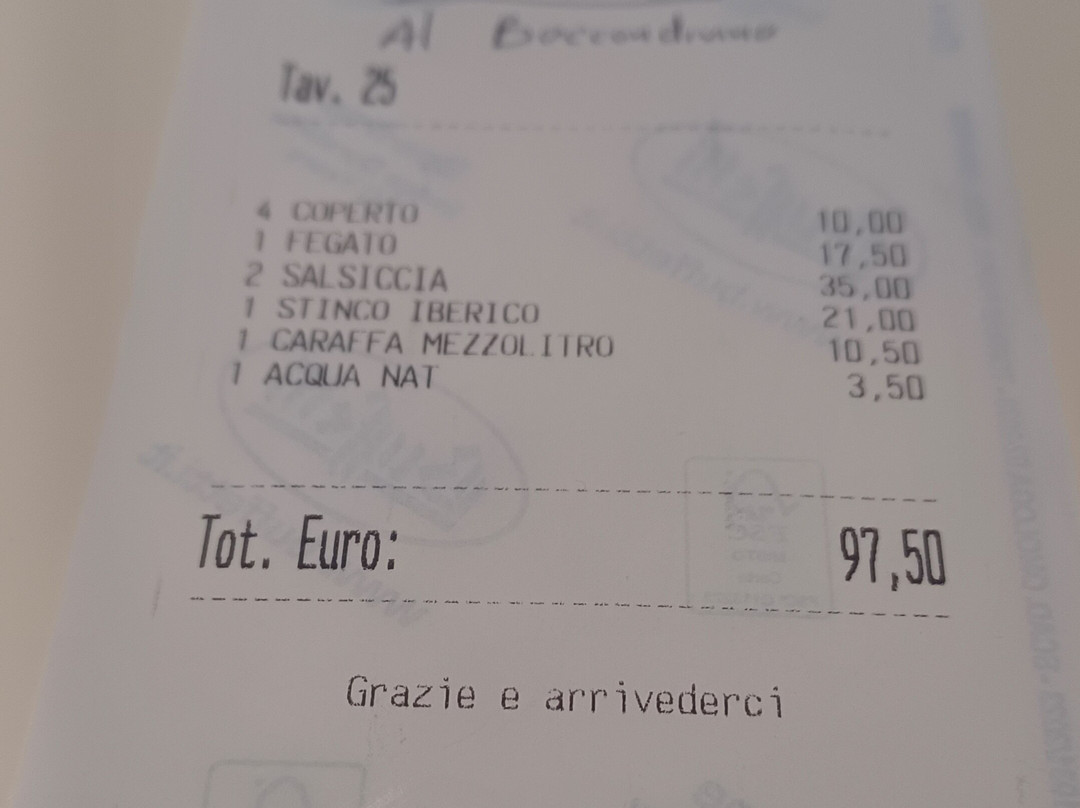 Al
Tav. 25
4 COPERTO 10,00
1 FEGATO 17,50
2 SALSICCIA 35,00
1 STINCO IBERICO 21,00
1 CARAFFA MEZZOLITRO 10,50
1 ACQUA NAT 3,50
Tot. Euro: 97,50
Grazie e arrivederci